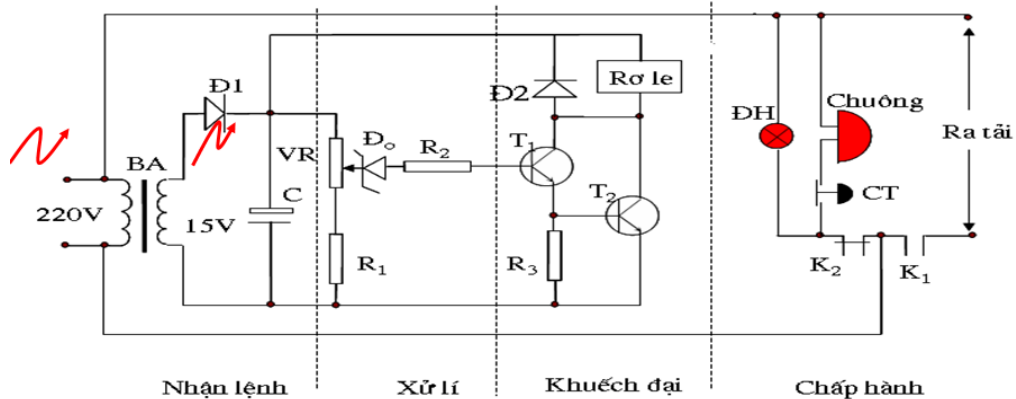 Đ1
BA
220V
15V
C
VR
Đo
R2
R1
Đ2
Rơ le
T1
T2
R3
ĐH
Chuông
CT
Ra tải
K2
K1
Nhận lệnh
Xử lí
Khuếch đại
Chấp hành